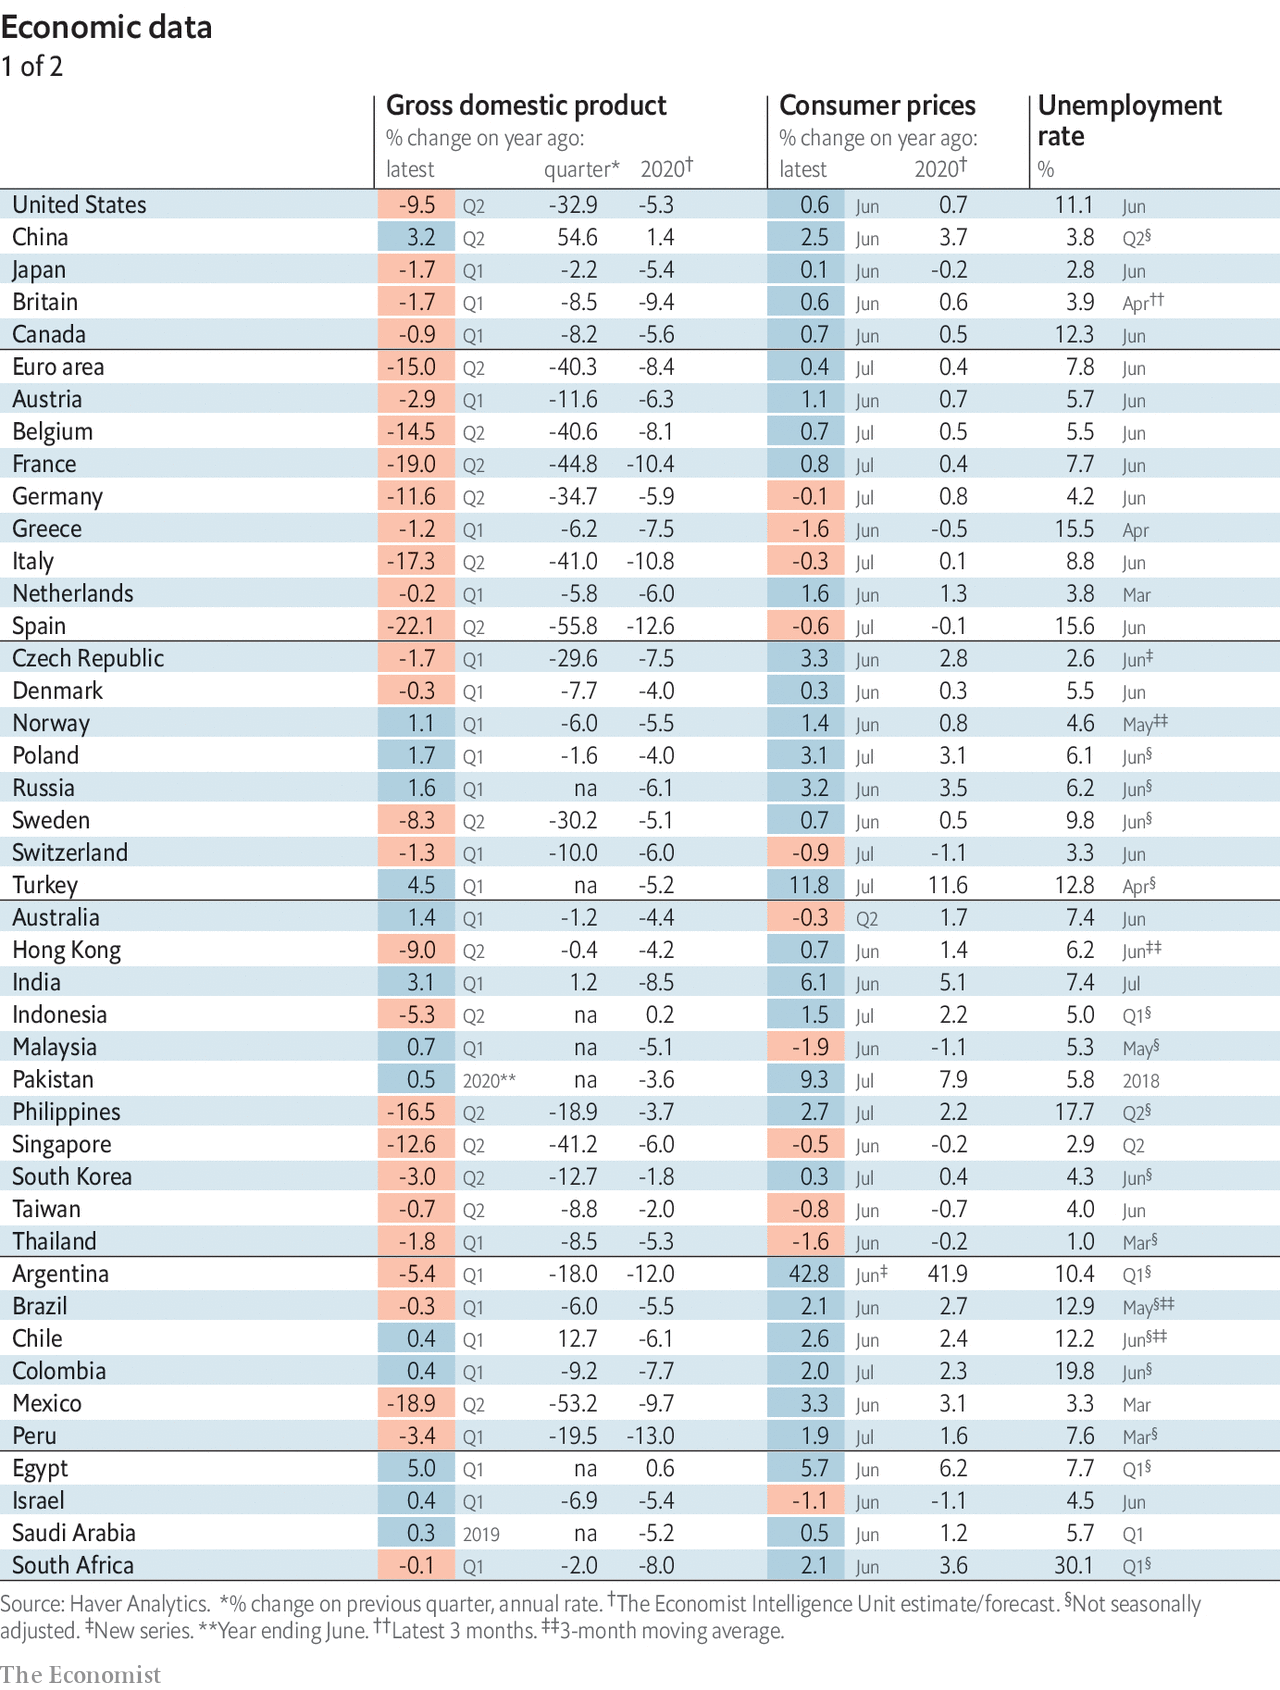 Economic data
1 of 2
Gross domestic product Consumer prices Unemployment
% change on year ago: % change on year ago: rate
latest quarter* 2020† latest 2020† %
United States -9.5 Q2 -32.9 -5.3 0.6 Jun 0.7 11.1 Jun
China 3.2 Q2 54.6 1.4 2.5 Jun 3.7 3.8 Q2§
Japan -1.7 Q1 -2.2 -5.4 0.1 Jun -0.2 2.8 Jun
Britain -1.7 Q1 -8.5 -9.4 0.6 Jun 0.6 3.9 Apr††
Canada -0.9 Q1 -8.2 -5.6 0.7 Jun 0.5 12.3 Jun
Euro area -15.0 Q2 -40.3 -8.4 0.4 Jul 0.4 7.8 Jun
Austria -2.9 Q1 -11.6 -6.3 1.1 Jun 0.7 5.7 Jun
Belgium -14.5 Q2 -40.6 -8.1 0.7 Jul 0.5 5.5 Jun
France -19.0 Q2 -44.8 -10.4 0.8 Jul 0.4 7.7 Jun
Germany -11.6 Q2 -34.7 -5.9 -0.1 Jul 0.8 4.2 Jun
Greece -1.2 Q1 -6.2 -7.5 -1.6 Jun -0.5 15.5 Apr
Italy -17.3 Q2 -41.0 -10.8 -0.3 Jul 0.1 8.8 Jun
Netherlands -0.2 Q1 -5.8 -6.0 1.6 Jun 1.3 3.8 Mar
Spain -22.1 Q2 -55.8 -12.6 -0.6 Jul -0.1 15.6 Jun
Czech Republic -1.7 Q1 -29.6 -7.5 3.3 Jun 2.8 2.6 Jun‡
Denmark -0.3 Q1 -7.7 -4.0 0.3 Jun 0.3 5.5 Jun
Norway 1.1 Q1 -6.0 -5.5 1.4 Jun 0.8 4.6 May‡‡
Poland 1.7 Q1 -1.6 -4.0 3.1 Jul 3.1 6.1 Jun§
Russia 1.6 Q1 na -6.1 3.2 Jun 3.5 6.2 Jun§
Sweden -8.3 Q2 -30.2 -5.1 0.7 Jun 0.5 9.8 Jun§
Switzerland -1.3 Q1 -10.0 -6.0 -0.9 Jul -1.1 3.3 Jun
Turkey 4.5 Q1 na -5.2 11.8 Jul 11.6 12.8 Apr§
Australia 1.4 Q1 -1.2 -4.4 -0.3 Q2 1.7 7.4 Jun
Hong Kong -9.0 Q2 -0.4 -4.2 0.7 Jun 1.4 6.2 Jun‡‡
India 3.1 Q1 1.2 -8.5 6.1 Jun 5.1 7.4 Jul
Indonesia -5.3 Q2 na 0.2 1.5 Jul 2.2 5.0 Q1§
Malaysia 0.7 Q1 na -5.1 -1.9 Jun -1.1 5.3 May§
Pakistan 0.5 2020** na -3.6 9.3 Jul 7.9 5.8 2018
Philippines -16.5 Q2 -18.9 -3.7 2.7 Jul 2.2 17.7 Q2§
Singapore -12.6 Q2 -41.2 -6.0 -0.5 Jun -0.2 2.9 Q2
South Korea -3.0 Q2 -12.7 -1.8 0.3 Jul 0.4 4.3 Jun§
Taiwan -0.7 Q2 -8.8 -2.0 -0.8 Jun -0.7 4.0 Jun
Thailand -1.8 Q1 -8.5 -5.3 -1.6 Jun -0.2 1.0 Mar§
Argentina -5.4 Q1 -18.0 -12.0 42.8 Jun‡ 41.9 10.4 Q1§
Brazil -0.3 Q1 -6.0 -5.5 2.1 Jun 2.7 12.9 May§‡‡
Chile 0.4 Q1 12.7 -6.1 2.6 Jun 2.4 12.2 Jun§‡‡
Colombia 0.4 Q1 -9.2 -7.7 2.0 Jul 2.3 19.8 Jun§
Mexico -18.9 Q2 -53.2 -9.7 3.3 Jun 3.1 3.3 Mar
Peru -3.4 Q1 -19.5 -13.0 1.9 Jul 1.6 7.6 Mar§
Egypt 5.0 Q1 na 0.6 5.7 Jun 6.2 7.7 Q1§
Israel 0.4 Q1 -6.9 -5.4 -1.1 Jun -1.1 4.5 Jun
Saudi Arabia 0.3 2019 na -5.2 0.5 Jun 1.2 5.7 Q1
South Africa -0.1 Q1 -2.0 -8.0 2.1 Jun 3.6 30.1 Q1§
Source: Haver Analytics. *% change on previous quarter, annual rate. †The Economist Intelligence Unit estimate/forecast. §Not seasonally
adjusted. ‡New series. **Year ending June. ††Latest 3 months. ‡‡3-month moving average.
The Economist